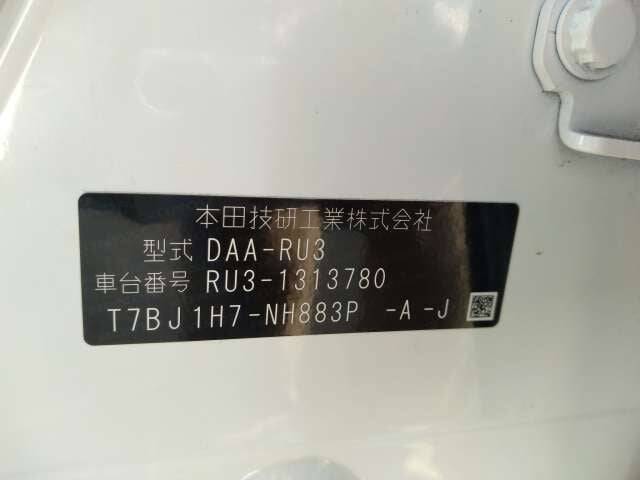 本田技研工業株式会社
型式 DAA-RU3
車台番号 RU3-1313780
T7BJ1H7-NH883P -A -J